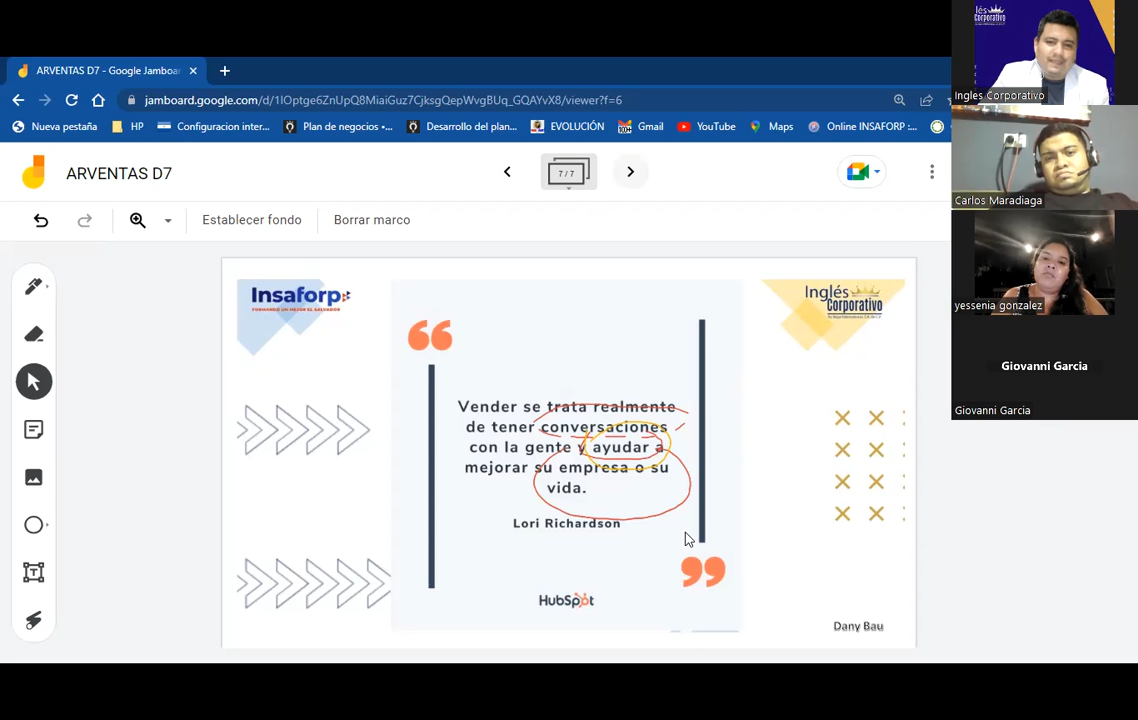 ARVENTAS D7 - Google Jamboar
jamboard.google.com/d/1IOptge6ZnUpQ8MiaiGuz7CjksgQepWvgBUv_GQAYvX8/viewer?f=6
Nueva pestaña
HP
Configuracion inter...
Plan de negocios •...
Desarrollo del plan...
EVOLUCIÓN
Gmail
YouTube
Maps
Online INSAFORP :...
ARVENTAS D7
7 / 7
Establecer fondo
Borrar marco
Insaforp
FORMANDO UN MEJOR EL SALVADOR
Inglés
Corporativo
Vender se trata realmente
de tener conversaciones
con la gente y ayudar a
mejorar su empresa o su
vida.
Lori Richardson
HubSpot
Dany Bau
Ingles Corporativo
Carlos Maradiaga
yessenia gonzalez
Giovanni Garcia
Giovanni Garcia